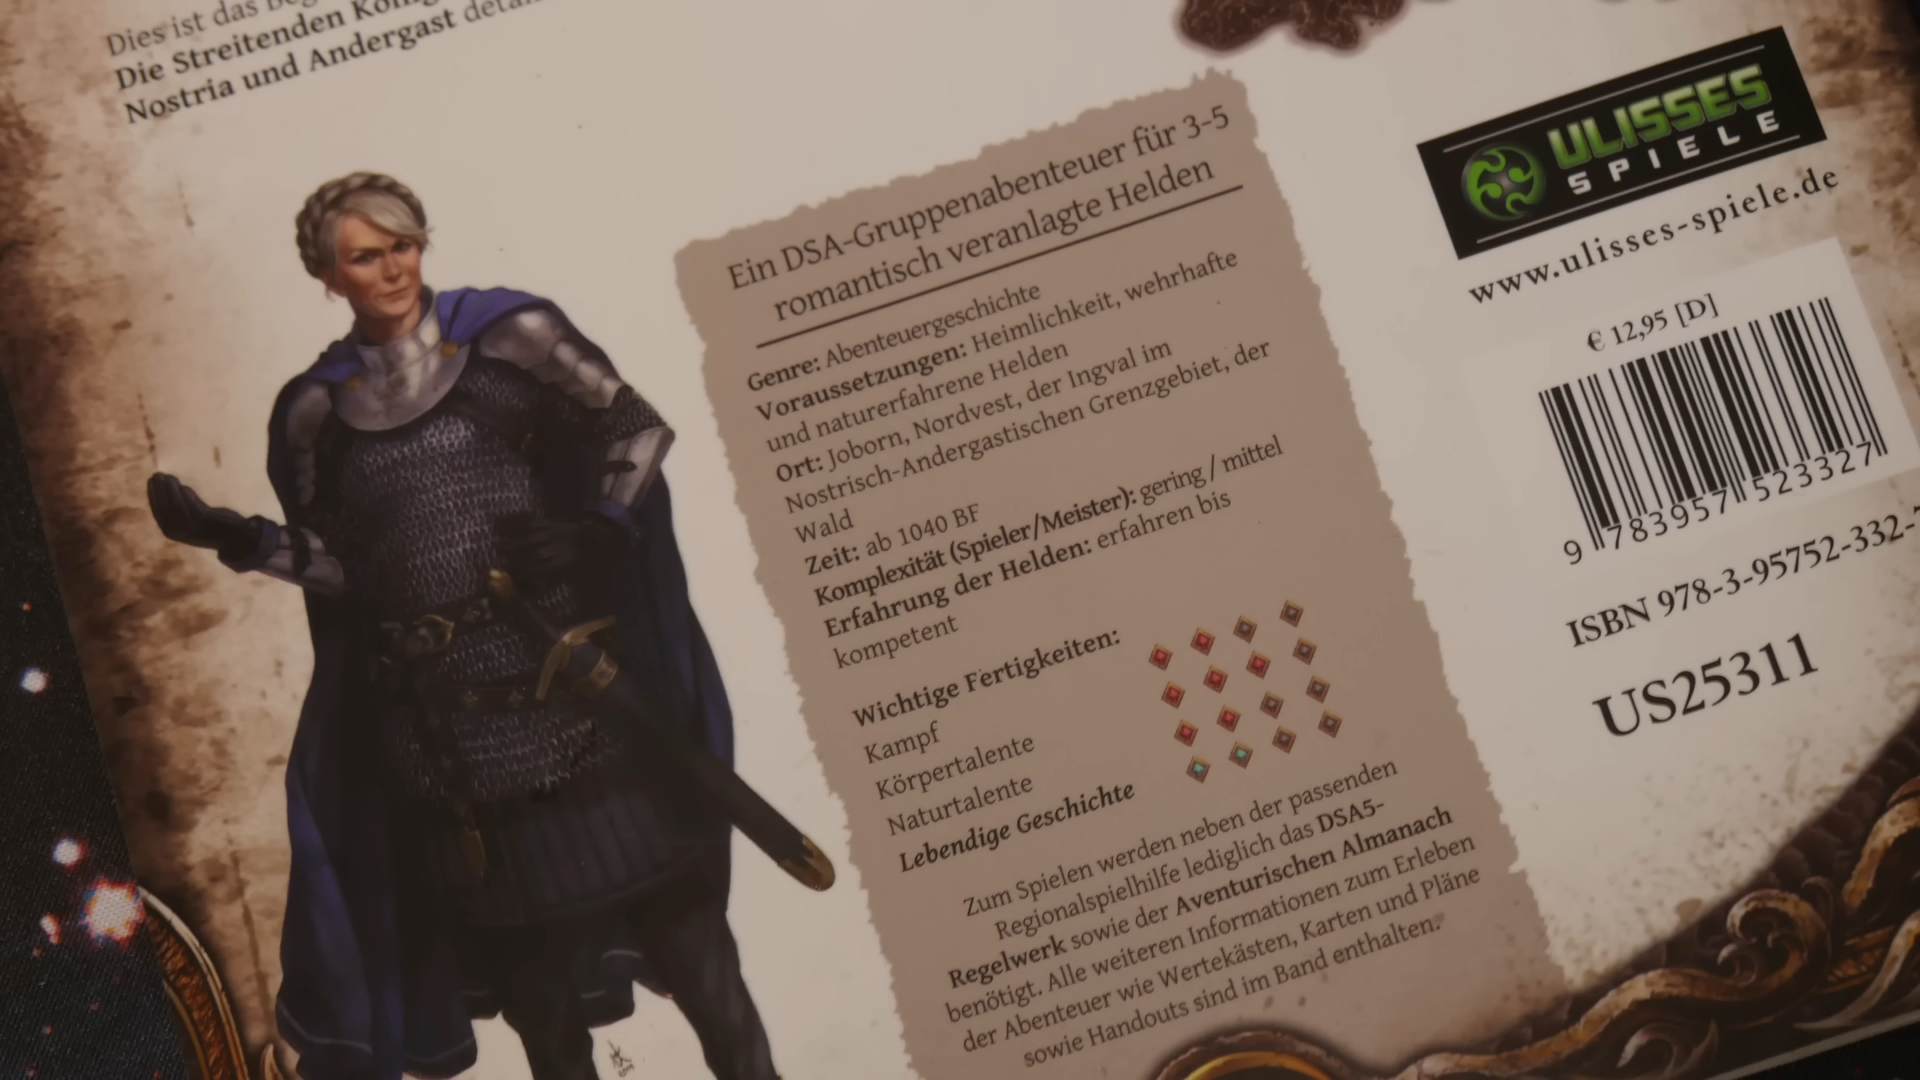 Dies ist das
Die Streitenden
Nostria und Andergast
Ein DSA-Gruppenabenteuer für 3-5
romantisch veranlagte Helden
Genre: Abenteuergeschichte
Voraussetzungen: Heimlichkeit, wehrhafte
und naturerfahrene Helden
Ort: Joborn, Nordvest, der Ingval im
Nostrisch-Andergastischen Grenzgebiet, der
Wald
Zeit: ab 1040 BF
Komplexität (Spieler/Meister): gering / mittel
Erfahrung der Helden: erfahren bis
kompetent
Wichtige Fertigkeiten:
Kampf
Körpertalente
Naturtalente
Lebendige Geschichte
Zum Spielen werden neben der passenden
Regionalspielhilfe lediglich das DSA5-
Regelwerk sowie der Aventurischen Almanach
benötigt. Alle weiteren Informationen zum Erleben
der Abenteuer wie Wertekästen, Karten und Pläne
sowie Handouts sind im Band enthalten.
ULISSES
SPIELE
www.ulisses-spiele.de
€ 12,95 [D]
9 783957 523327
ISBN 978-3-95752-332-7
US25311